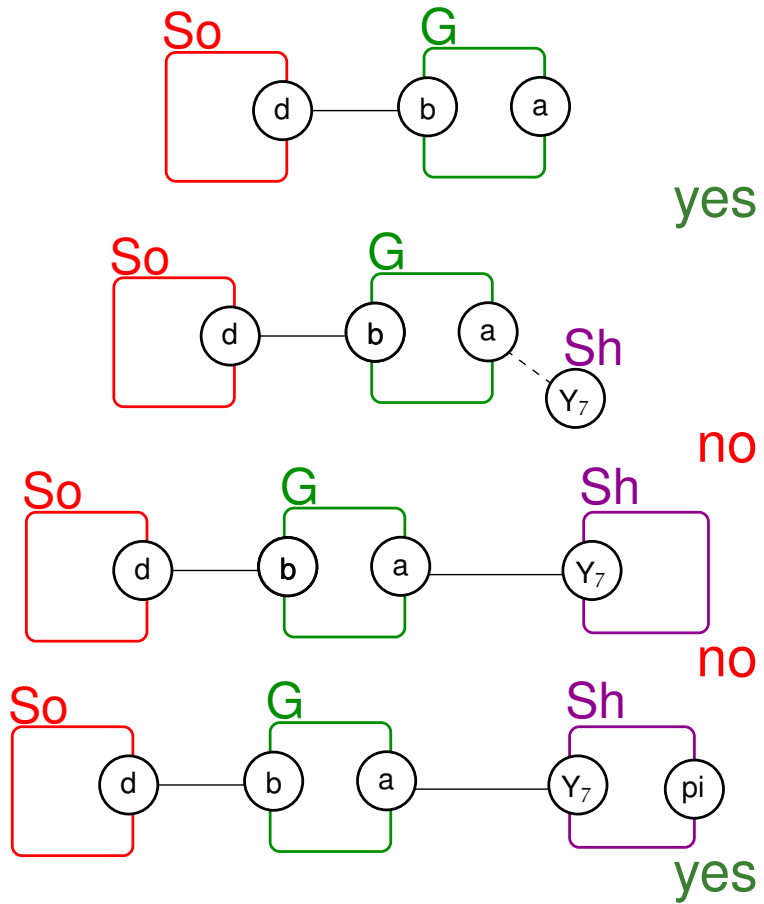 So G
d b a
yes
So G
d b a Sh
Y₇
no
So G Sh
d b a Y₇
no
So G Sh
d b a Y₇ pi
yes